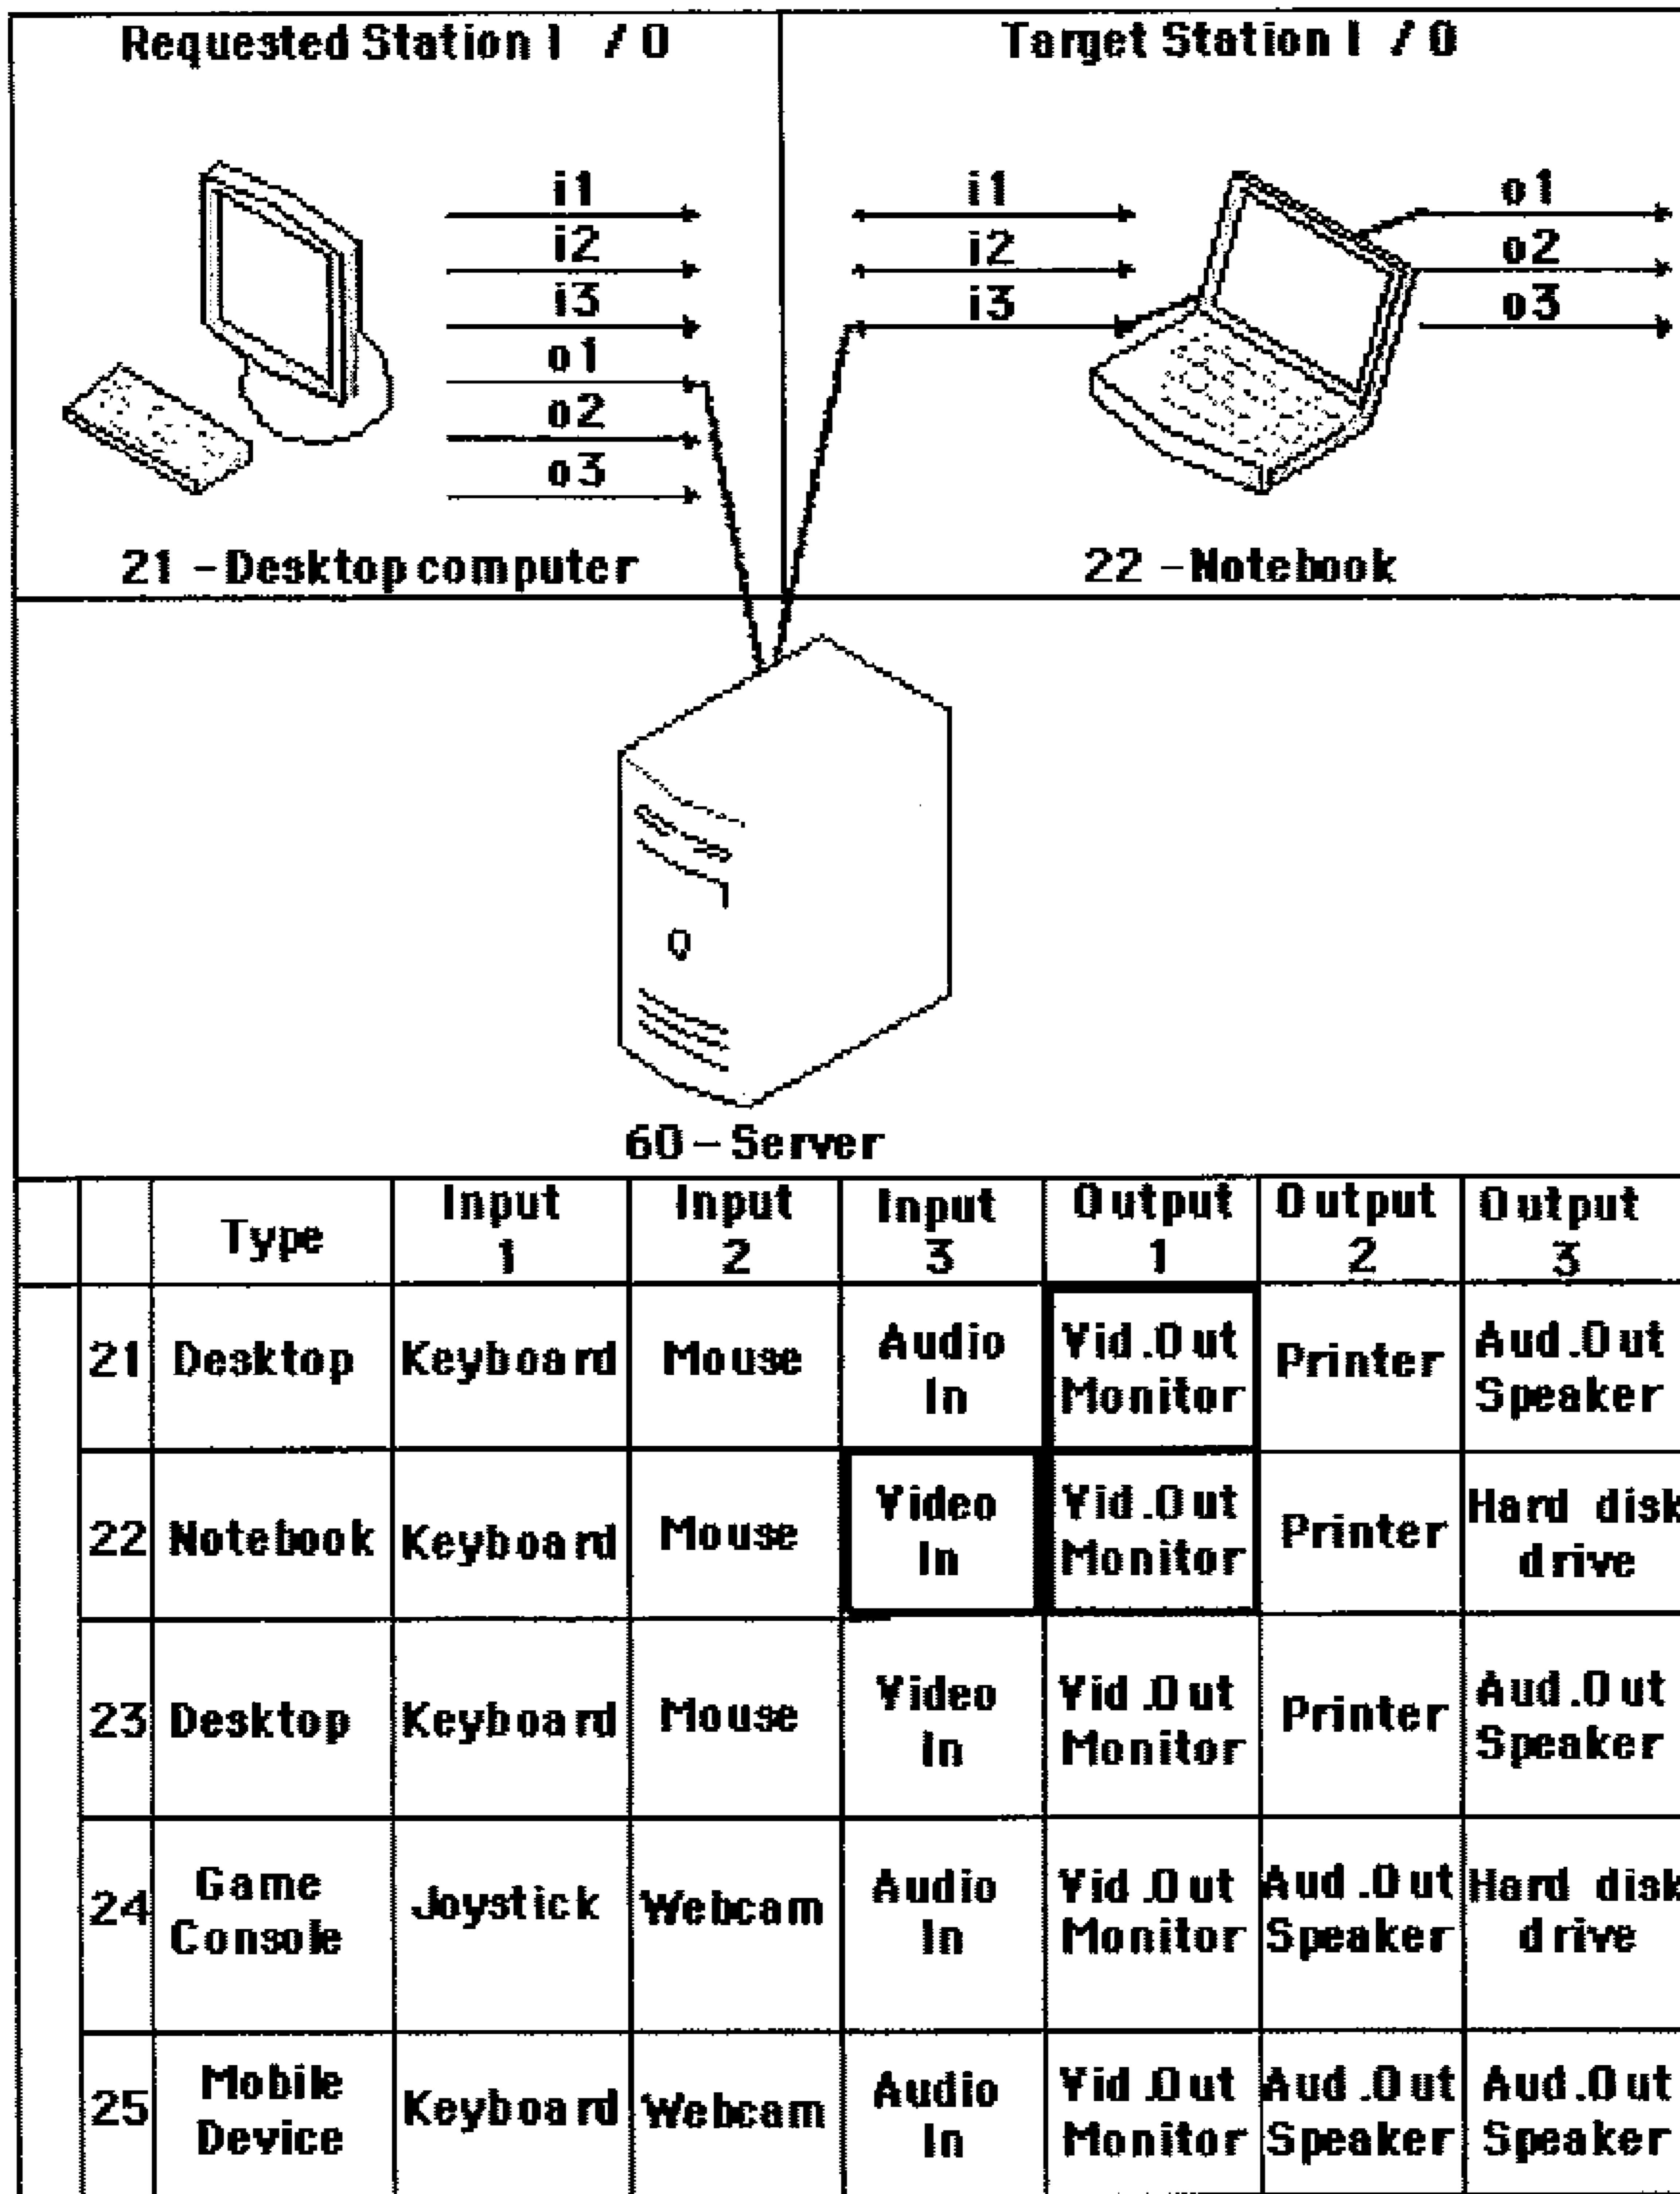 Requested Station I / O
Target Station I / O
i1
i2
i3
o1
o2
o3
i1
i2
i3
o1
o2
o3
21 - Desktop computer
22 - Notebook
60 - Server
Type
Input 1
Input 2
Input 3
Output 1
Output 2
Output 3
21
Desktop
Keyboard
Mouse
Audio In
Vid.Out Monitor
Printer
Aud.Out Speaker
22
Notebook
Keyboard
Mouse
Video In
Vid.Out Monitor
Printer
Hard disk drive
23
Desktop
Keyboard
Mouse
Video In
Vid.Out Monitor
Printer
Aud.Out Speaker
24
Game Console
Joystick
Webcam
Audio In
Vid.Out Monitor
Aud.Out Speaker
Hard disk drive
25
Mobile Device
Keyboard
Webcam
Audio In
Vid.Out Monitor
Aud.Out Speaker
Aud.Out Speaker